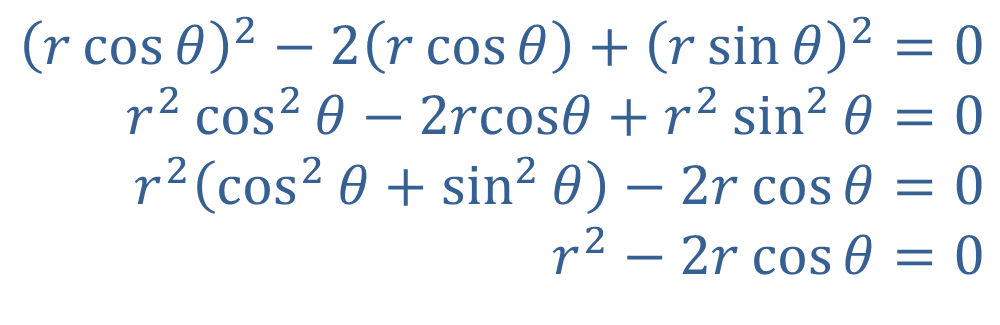 (r cos θ)² − 2(r cos θ) + (r sin θ)² = 0
r² cos² θ − 2rcosθ + r² sin² θ = 0
r²(cos² θ + sin² θ) − 2r cos θ = 0
r² − 2r cos θ = 0